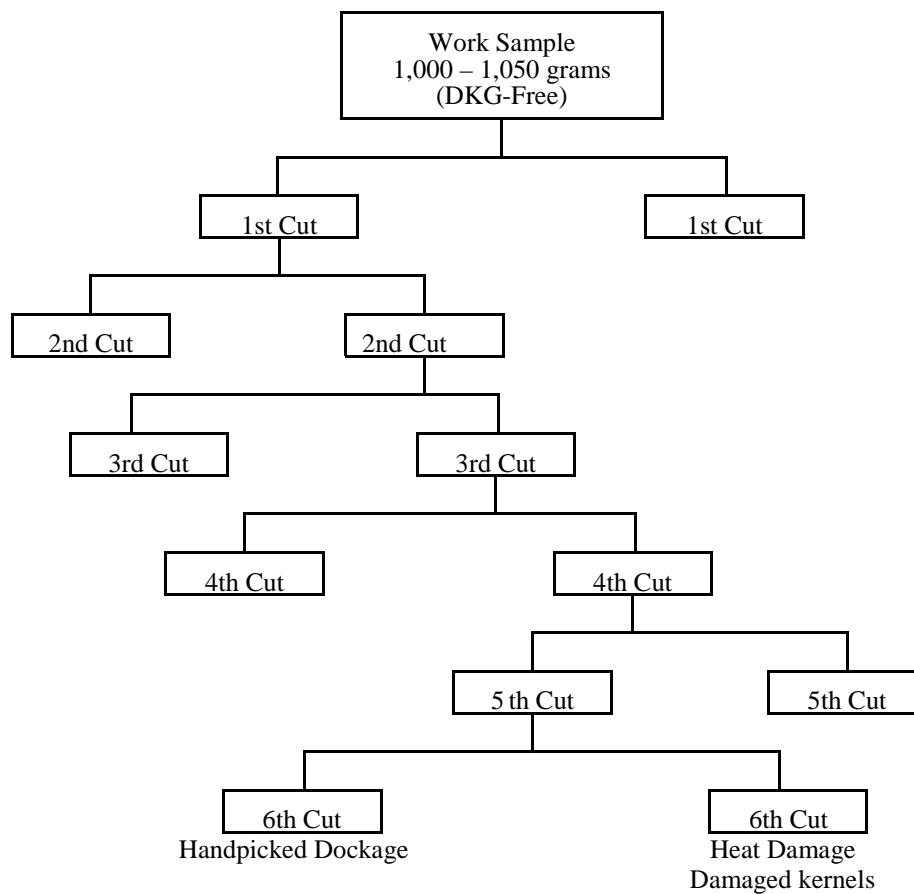 Work Sample
1,000 – 1,050 grams
(DKG-Free)
1st Cut
1st Cut
2nd Cut
2nd Cut
3rd Cut
3rd Cut
4th Cut
4th Cut
5 th Cut
5th Cut
6th Cut
Handpicked Dockage
6th Cut
Heat Damage
Damaged kernels